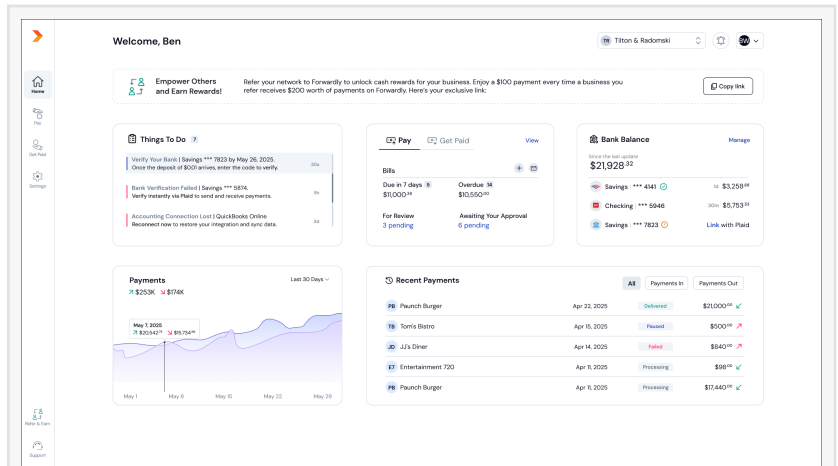 Welcome, Ben
TR Tilton & Radomski
BW
Home
Pay
Get Paid
Settings
Refer & Earn
Support
Empower Others
and Earn Rewards!
Refer your network to Forwardly to unlock cash rewards for your business. Enjoy a $100 payment every time a business you
refer receives $200 worth of payments on Forwardly. Here's your exclusive link:
Copy link
Things To Do 7
Verify Your Bank | Savings *** 7823 by May 26, 2025.
Once the deposit of $0.01 arrives, enter the code to verify.
Bank Verification Failed | Savings *** 5874.
Verify instantly via Plaid to send and receive payments.
5h
Accounting Connection Lost | QuickBooks Online
Reconnect now to restore your integration and sync data.
3d
Pay
Get Paid
View
Bills
Due in 7 days 5
$11,000.34
Overdue 14
$10,550.00
For Review
3 pending
Awaiting Your Approval
6 pending
Bank Balance
Manage
Since the last update
$21,928.32
Savings : *** 4141
1d $3,258
Checking : *** 5946
30m $5,753
Savings : *** 7823
Link with Plaid
Payments
Last 30 Days
$253K $174K
May 7, 2025
$20,542 $15,734
May 1 May 8 May 15 May 22 May 29
Recent Payments
All Payments In Payments Out
PB Paunch Burger Apr 22, 2025 Delivered $21,000.00
TB Tom's Bistro Apr 15, 2025 Paused $500.00
JD JJ's Diner Apr 14, 2025 Failed $840.00
E7 Entertainment 720 Apr 11, 2025 Processing $98.00
PB Paunch Burger Apr 11, 2025 Processing $17,440.00